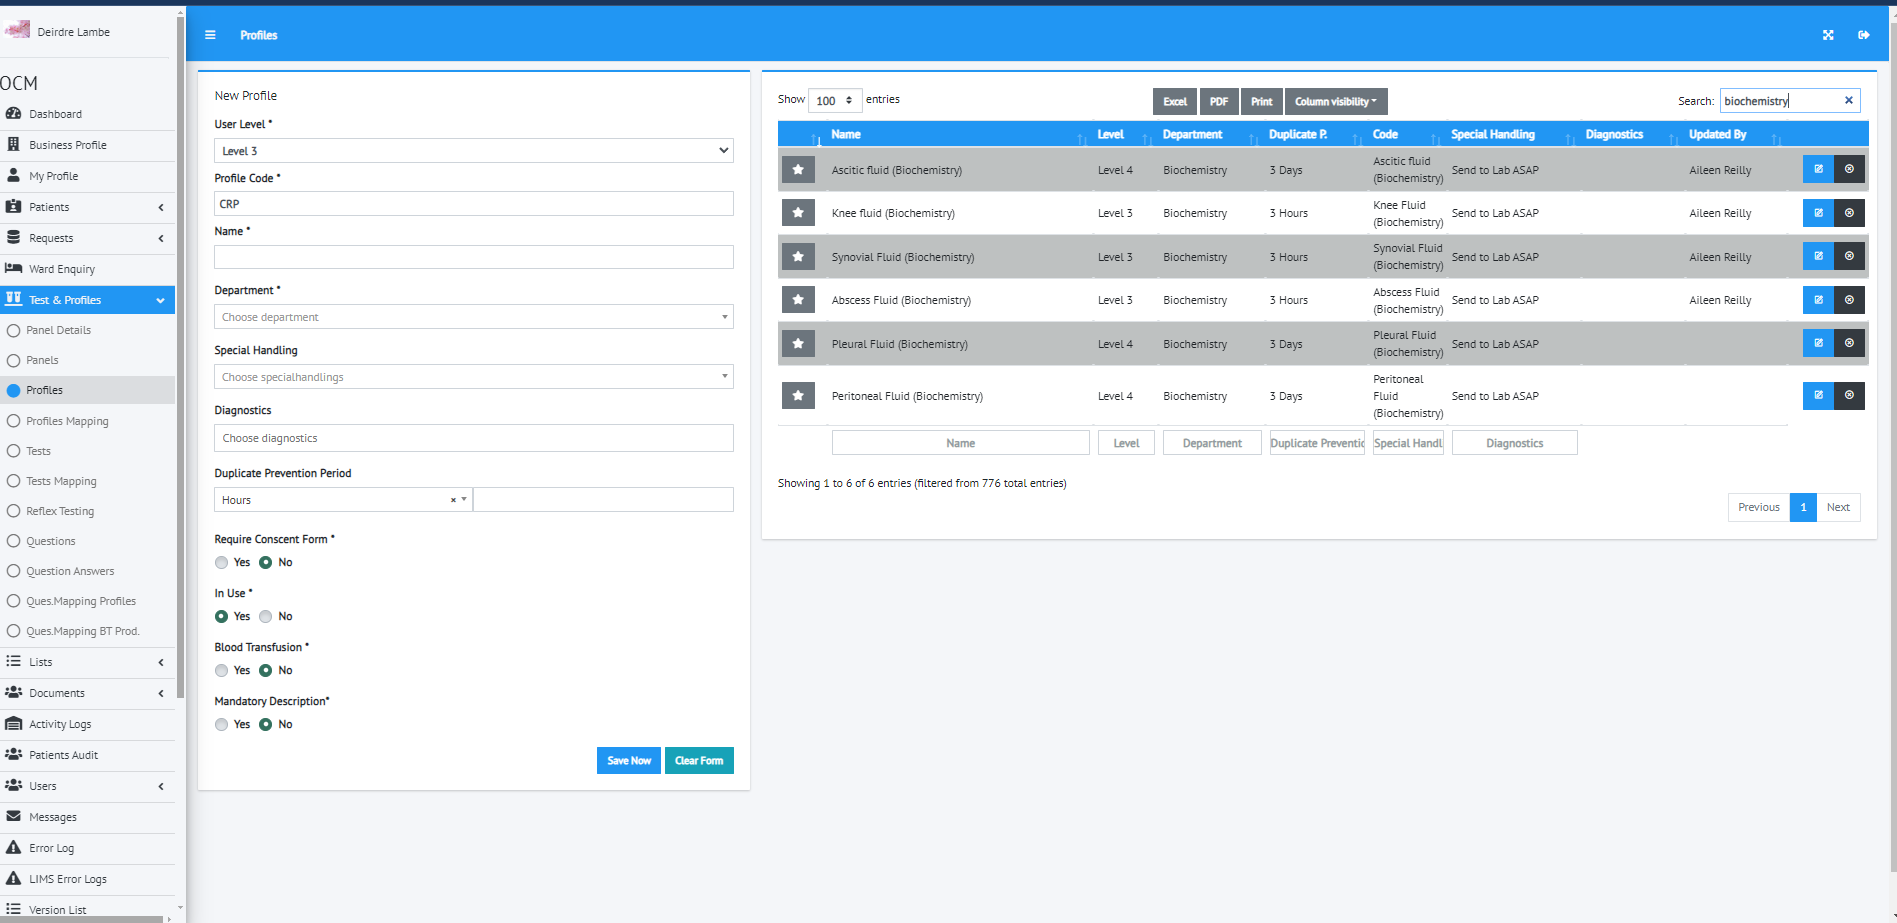 Deirdre Lambe
OCM
Dashboard
Business Profile
My Profile
Patients
Requests
Ward Enquiry
Test & Profiles
Panel Details
Panels
Profiles
Profiles Mapping
Tests
Tests Mapping
Reflex Testing
Questions
Question Answers
Ques.Mapping Profiles
Ques.Mapping BT Prod.
Lists
Documents
Activity Logs
Patients Audit
Users
Messages
Error Log
LIMS Error Logs
Version List
Profiles
New Profile
User Level *
Level 3
Profile Code *
CRP
Name *
Department *
Choose department
Special Handling
Choose specialhandlings
Diagnostics
Choose diagnostics
Duplicate Prevention Period
Hours
Require Conscent Form *
Yes No
In Use *
Yes No
Blood Transfusion *
Yes No
Mandatory Description*
Yes No
Save Now Clear Form
Show 100 entries
Excel PDF Print Column visibility
Search: biochemistry
Name Level Department Duplicate P. Code Special Handling Diagnostics Updated By
Ascitic fluid (Biochemistry) Level 4 Biochemistry 3 Days Ascitic fluid (Biochemistry) Send to Lab ASAP Aileen Reilly
Knee fluid (Biochemistry) Level 3 Biochemistry 3 Hours Knee Fluid (Biochemistry) Send to Lab ASAP Aileen Reilly
Synovial Fluid (Biochemistry) Level 3 Biochemistry 3 Hours Synovial Fluid (Biochemistry) Send to Lab ASAP Aileen Reilly
Abscess Fluid (Biochemistry) Level 3 Biochemistry 3 Hours Abscess Fluid (Biochemistry) Send to Lab ASAP Aileen Reilly
Pleural Fluid (Biochemistry) Level 4 Biochemistry 3 Days Pleural Fluid (Biochemistry) Send to Lab ASAP
Peritoneal Fluid (Biochemistry) Level 4 Biochemistry 3 Days Peritoneal Fluid (Biochemistry) Send to Lab ASAP
Name Level Department Duplicate Preventic Special Handl Diagnostics
Showing 1 to 6 of 6 entries (filtered from 776 total entries)
Previous 1 Next